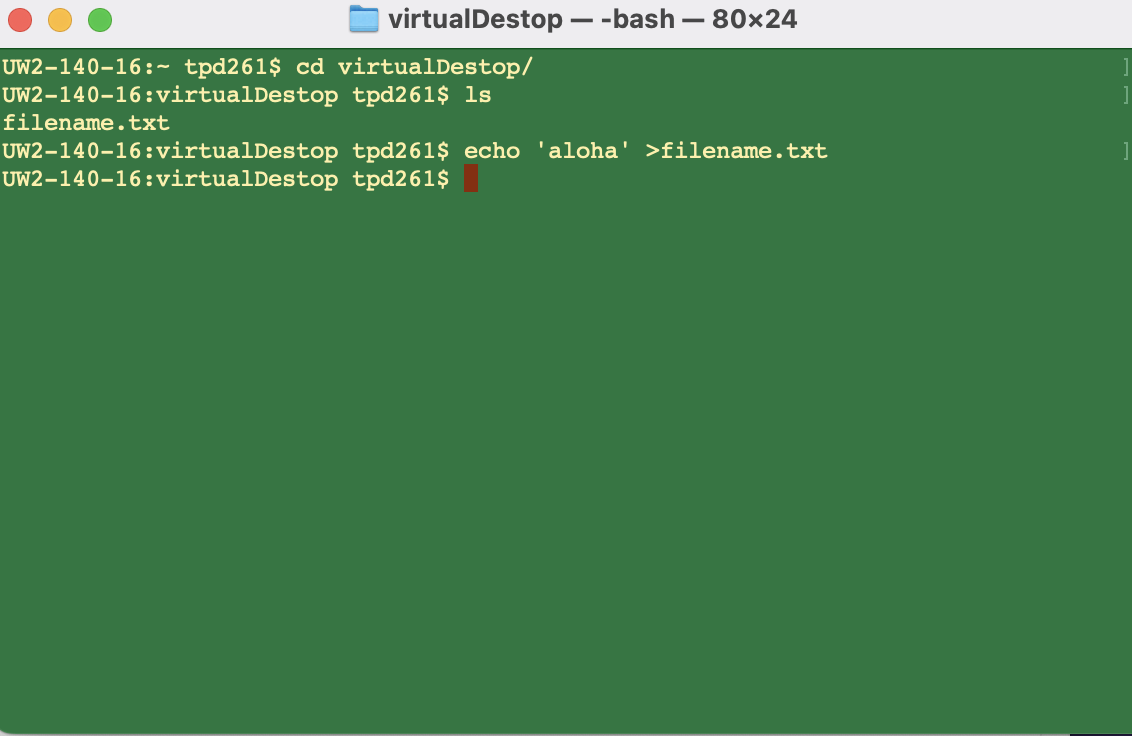 virtualDestop — -bash — 80×24
UW2-140-16:~ tpd261$ cd virtualDestop/
UW2-140-16:virtualDestop tpd261$ ls
filename.txt
UW2-140-16:virtualDestop tpd261$ echo 'aloha' >filename.txt
UW2-140-16:virtualDestop tpd261$